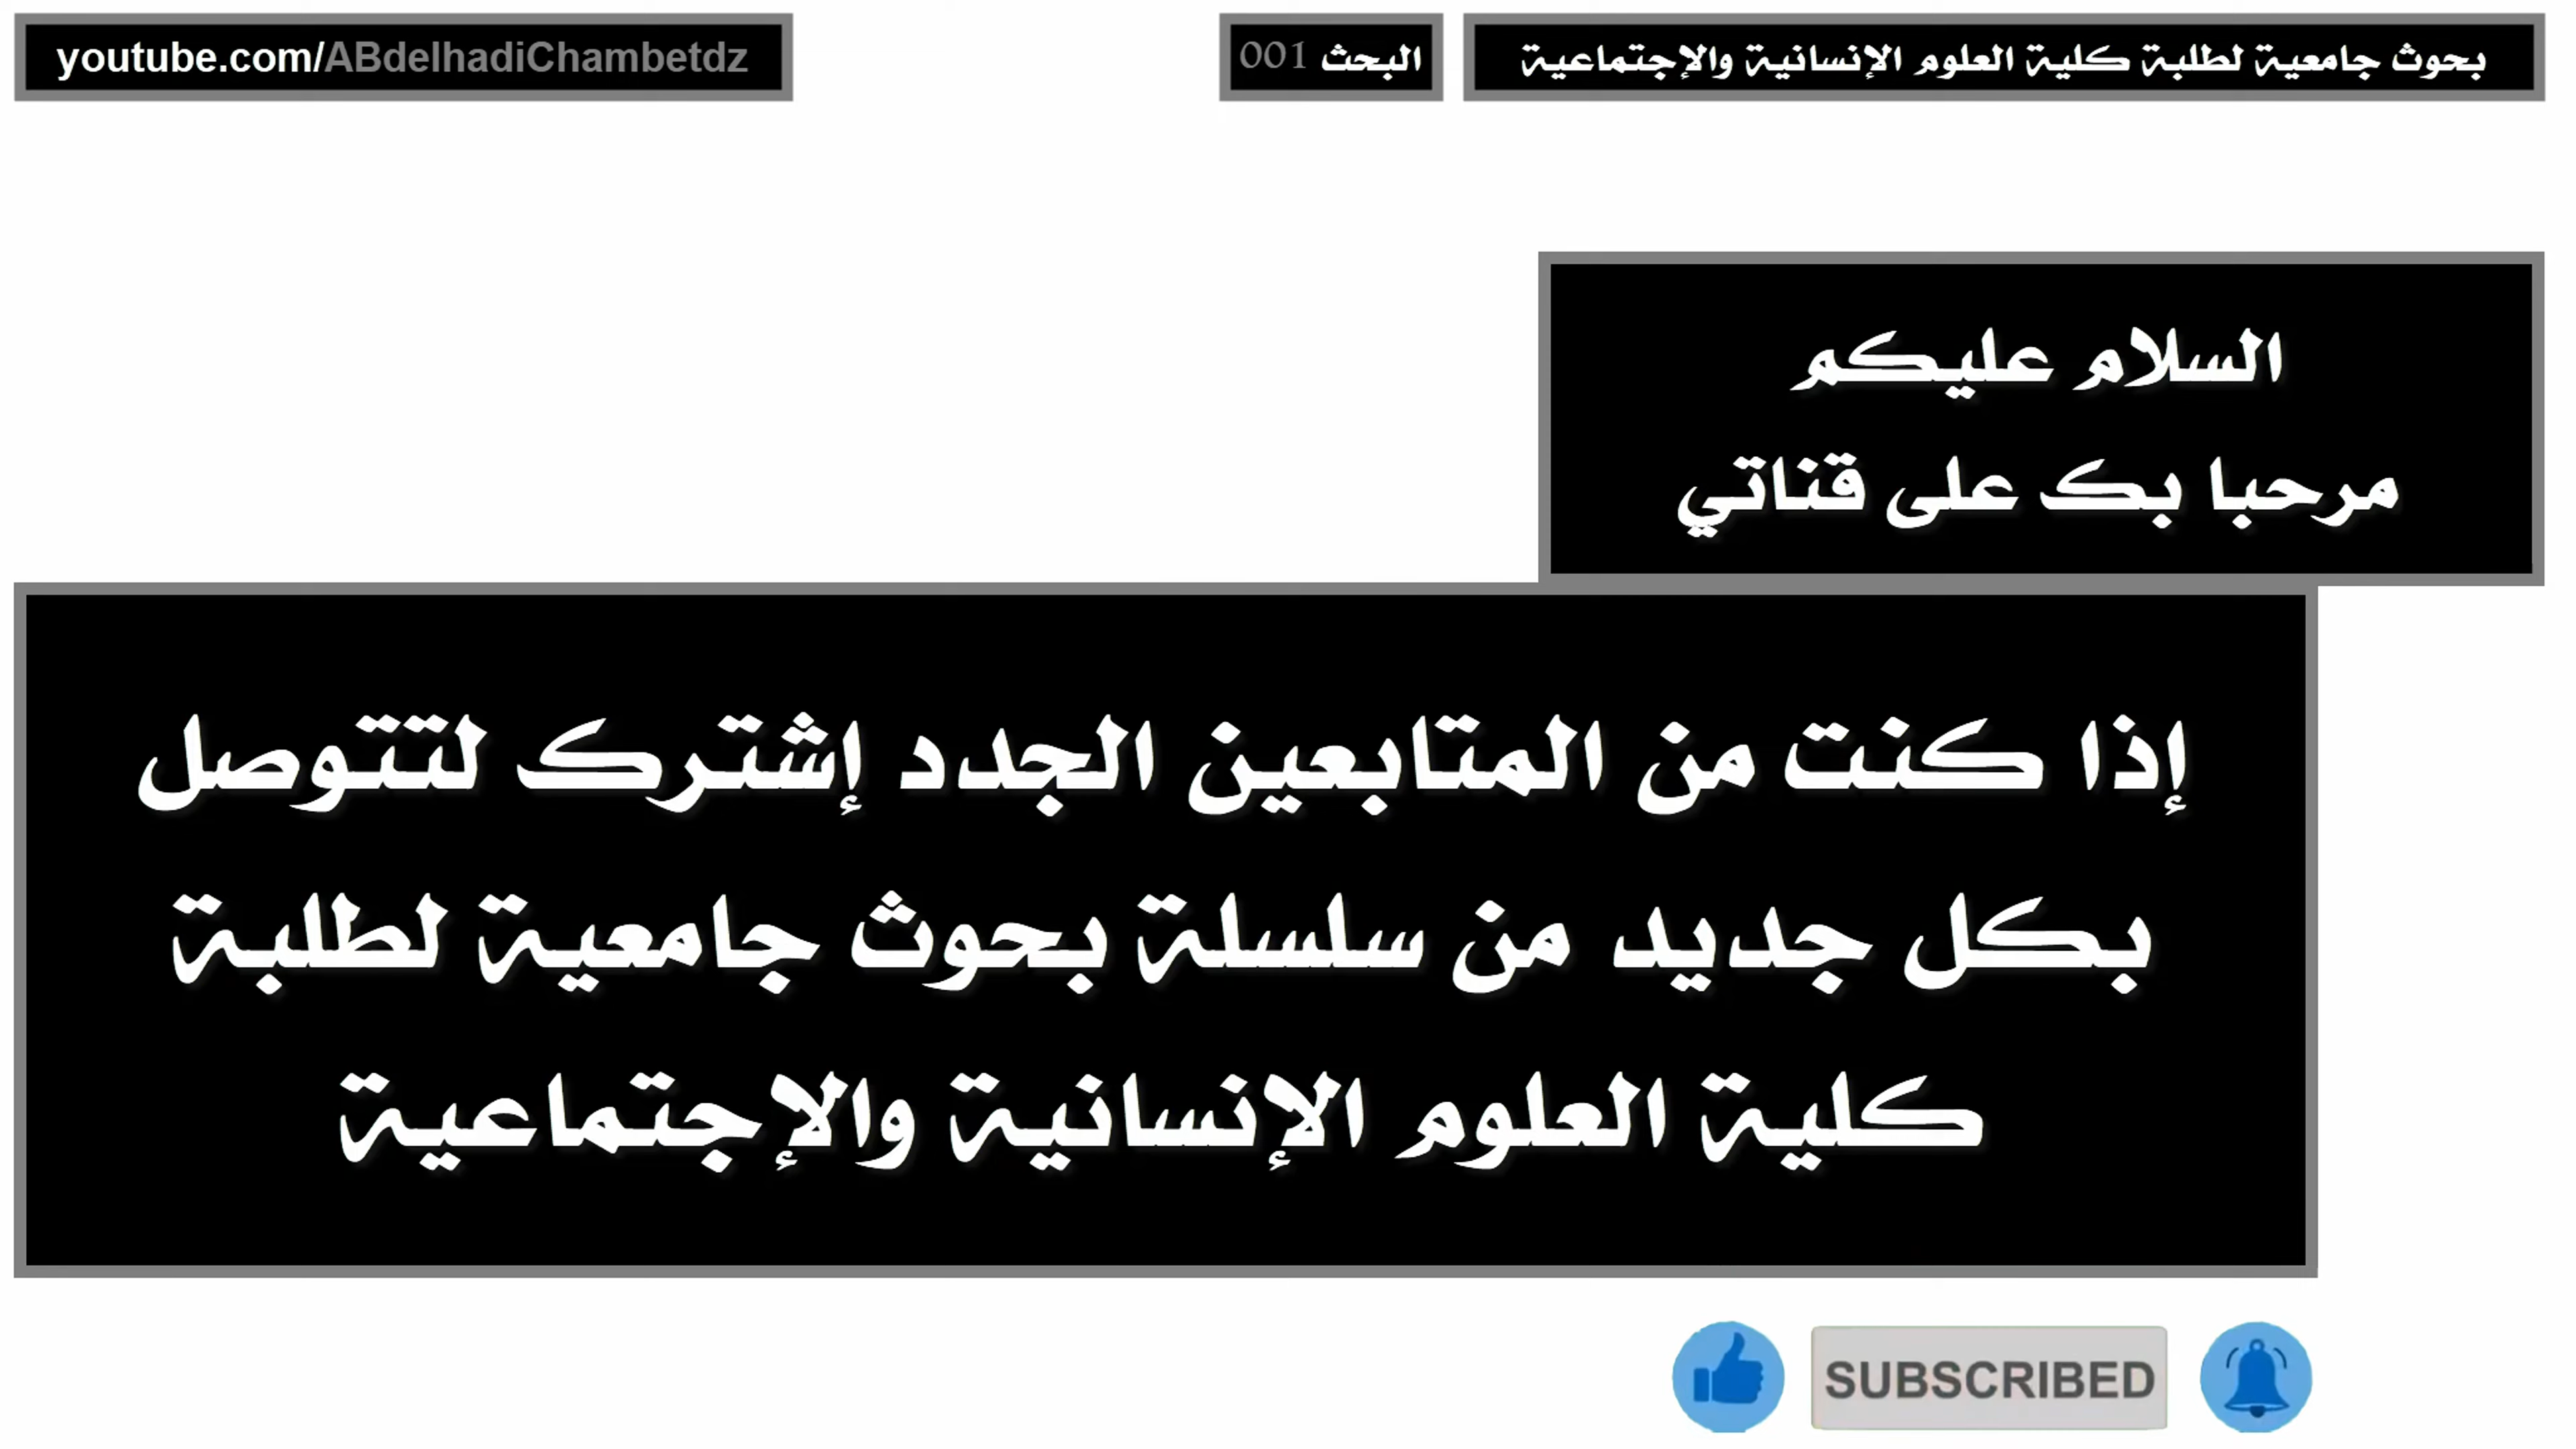 بحوث جامعية لطلبة كلية العلوم الإنسانية والإجتماعية
البحث 001
youtube.com/ABdelhadiChambetdz
السلام عليكم
مرحبا بك على قناتي
إذا كنت من المتابعين الجدد إشترك لتتوصل
بكل جديد من سلسلة بحوث جامعية لطلبة
كلية العلوم الإنسانية والإجتماعية
SUBSCRIBED